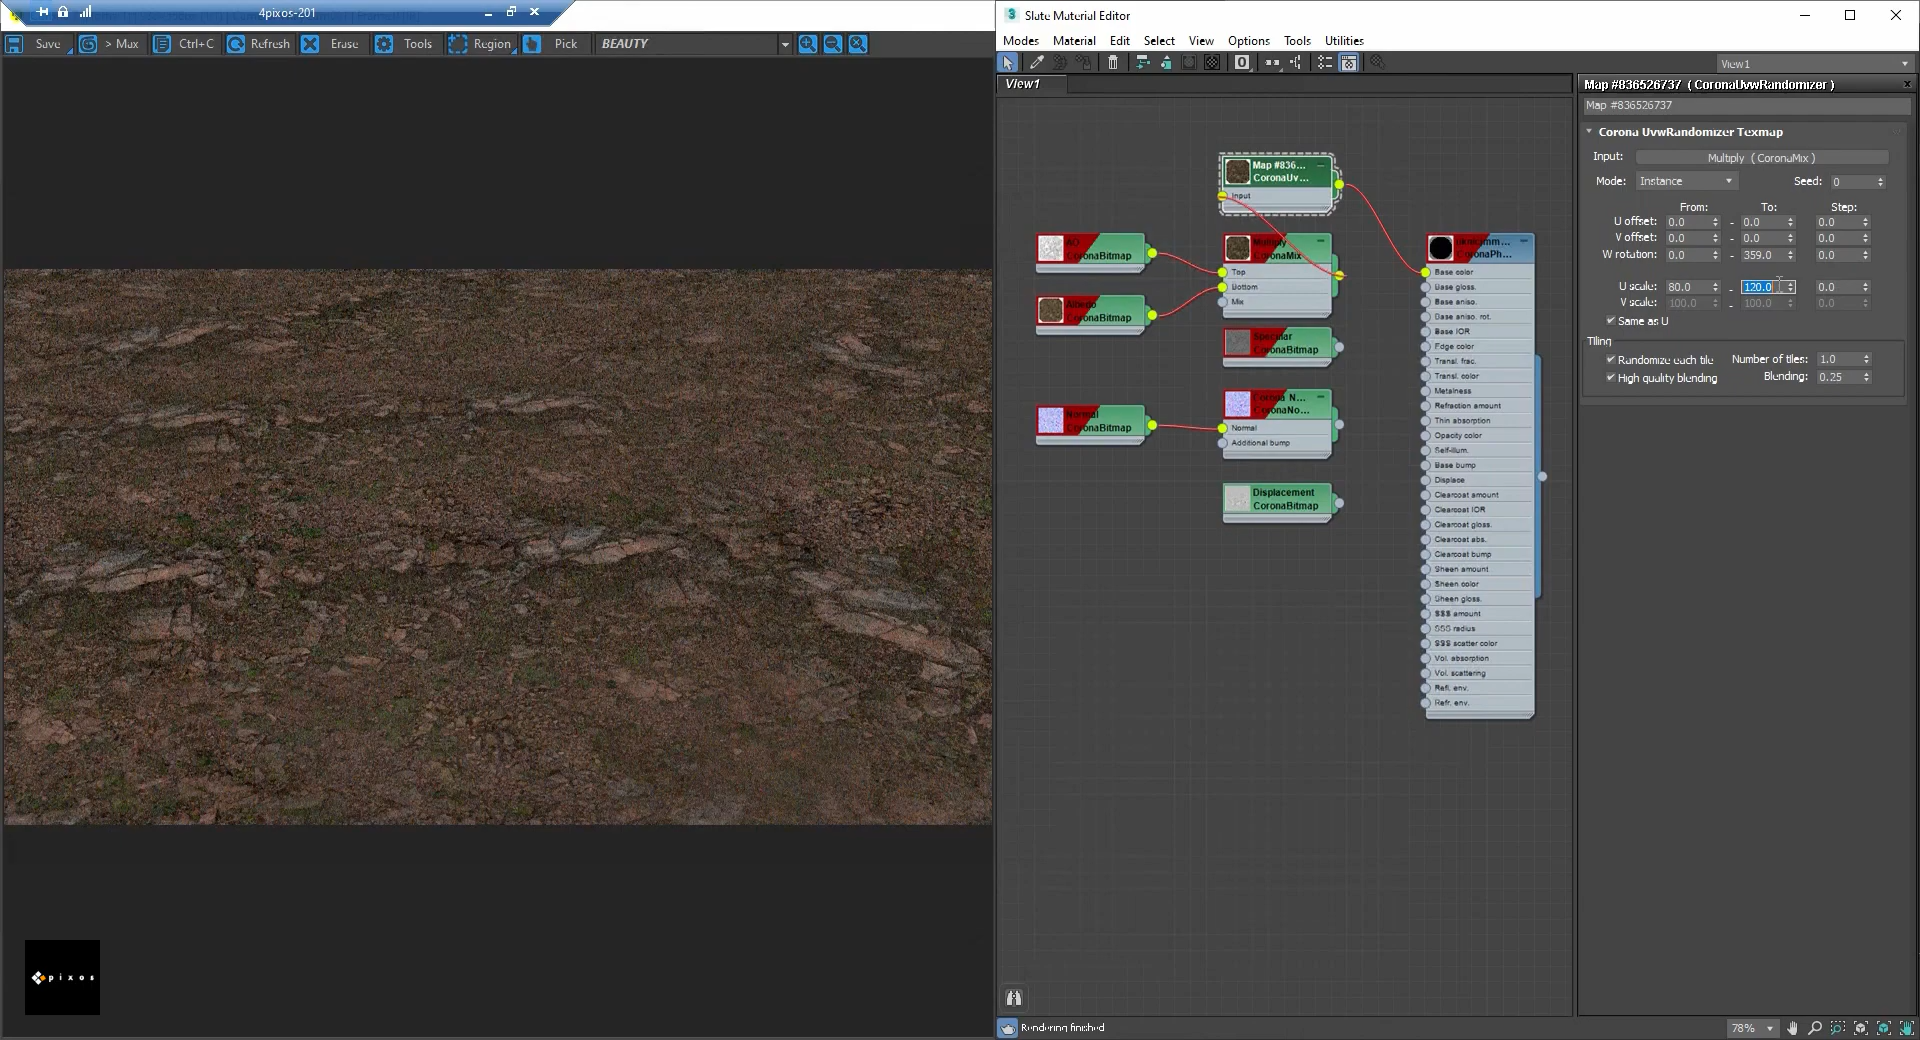 4pixos-201
Save
> Max
Ctrl+C
Refresh
Erase
Tools
Region
Pick
BEAUTY
Slate Material Editor
Modes
Material
Edit
Select
View
Options
Tools
Utilities
View1
View1
Map #836526737 ( CoronaUvwRandomizer )
Map #836526737
Corona UvwRandomizer Texmap
Input:
Multiply ( CoronaMix )
Mode:
Instance
Seed:
0
From:
To:
Step:
U offset: 0.0 - 0.0 0.0
V offset: 0.0 - 0.0 0.0
W rotation: 0.0 - 359.0 0.0
U scale: 80.0 - 120.0 0.0
V scale: 100.0 - 100.0 0.0
Same as U
Tiling
Randomize each tile
Number of tiles: 1.0
High quality blending
Blending: 0.25
Map #836...
CoronaUv...
Input
AO
CoronaBitmap
Albedo
CoronaBitmap
Normal
CoronaBitmap
Multiply
CoronaMix
Top
Bottom
Mix
Specular
CoronaBitmap
Corona N...
CoronaNo...
Normal
Additional bump
Displacement
CoronaBitmap
CoronaPh...
Base color
Base gloss.
Base aniso.
Base aniso. rot.
Base IOR
Edge color
Transl. frac.
Transl. color
Metalness
Refraction amount
Thin absorption
Opacity color
Self-illum.
Base bump
Displace
Clearcoat amount
Clearcoat IOR
Clearcoat gloss.
Clearcoat abs.
Clearcoat bump
Sheen amount
Sheen color
Sheen gloss.
SSS amount
SSS radius
SSS scatter color
Vol. absorption
Vol. scattering
Refl. env.
Refr. env.
pixos
Rendering finished
78%